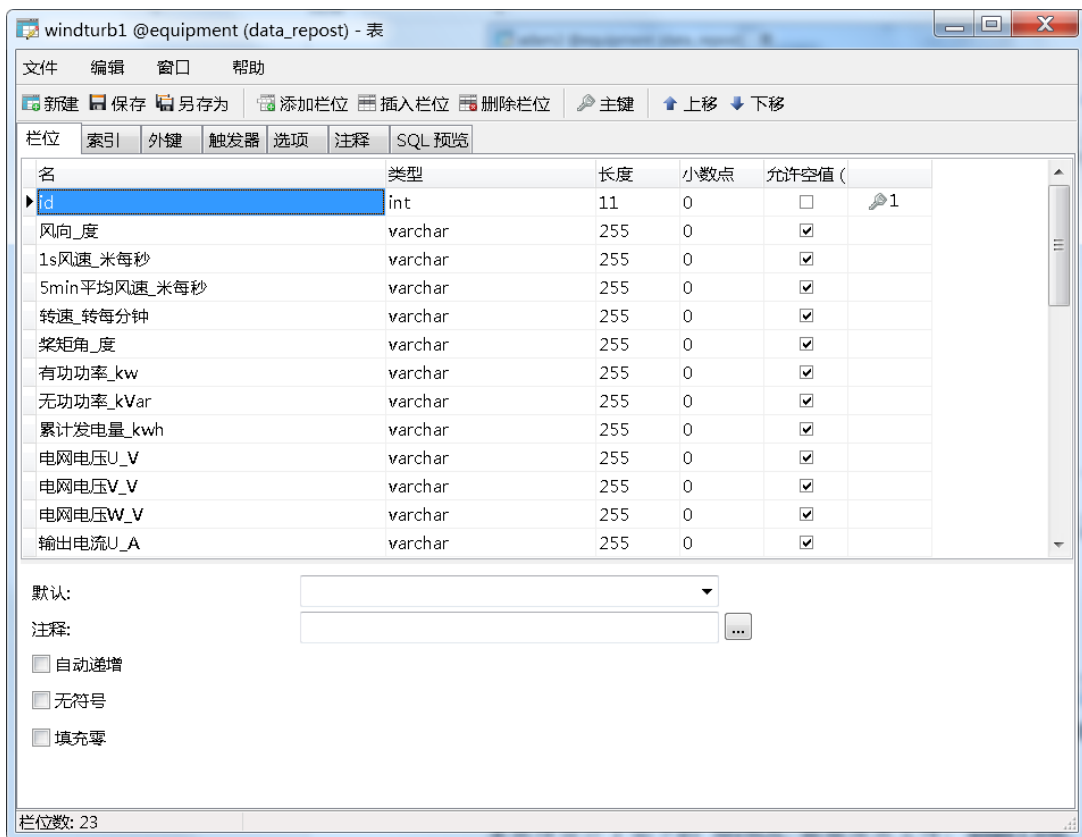 windturb1 @equipment (data_repost) - 表
文件 编辑 窗口 帮助
新建 保存 另存为 添加栏位 插入栏位 删除栏位 主键 上移 下移
栏位 索引 外键 触发器 选项 注释 SQL 预览
名 类型 长度 小数点 允许空值 (
id int 11 0 1
风向_度 varchar 255 0
1s风速_米每秒 varchar 255 0
5min平均风速_米每秒 varchar 255 0
转速_转每分钟 varchar 255 0
桨矩角_度 varchar 255 0
有功功率_kw varchar 255 0
无功功率_kVar varchar 255 0
累计发电量_kwh varchar 255 0
电网电压U_V varchar 255 0
电网电压V_V varchar 255 0
电网电压W_V varchar 255 0
输出电流U_A varchar 255 0
默认:
注释:
...
自动递增
无符号
填充零
栏位数: 23